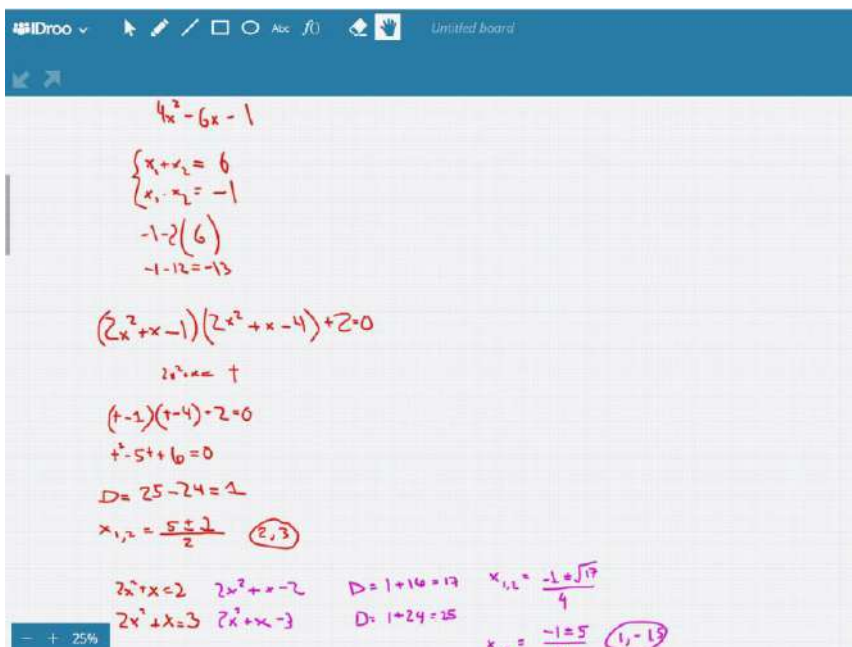 IDroo Abc f() Untitled board
4x² - 6x - 1
x₁ + x₂ = 6
x₁ · x₂ = -1
-1-2(6)
-1-12=-13
(2x²+x-1)(2x²+x-4)+2=0
2x²+x= t
(t-1)(t-4)-2=0
t²-5t+6=0
D= 25-24=1
x₁,₂ = (5±1)/2 2,3
2x²+x=2 2x²+x-2 D=1+16=17 x₁,₂= (-1±√17)/4
2x²+x=3 2x²+x-3 D=1+24=25 = -1±5 (1,-1.5)
- + 25%